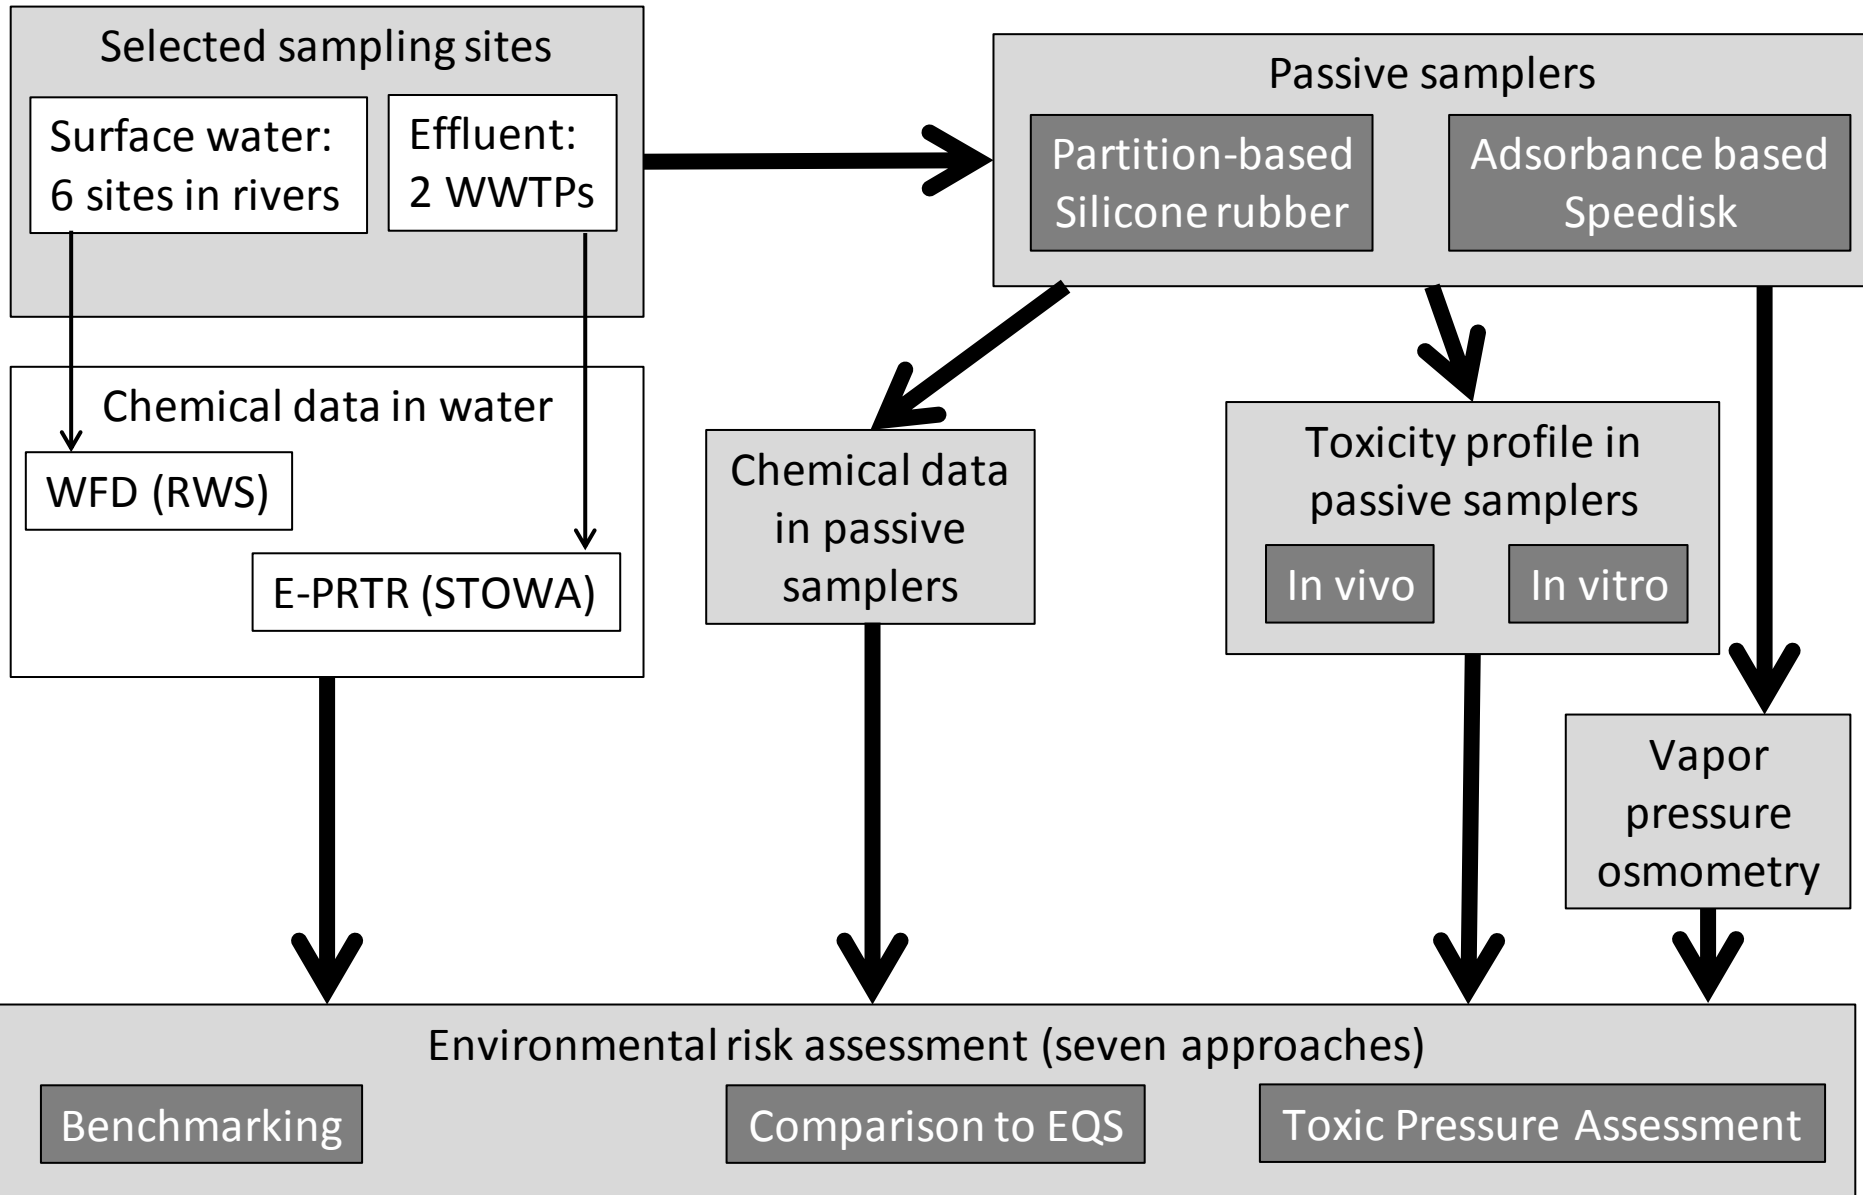 Selected sampling sites
Surface water:
6 sites in rivers
Effluent:
2 WWTPs
Passive samplers
Partition-based
Silicone rubber
Adsorbance based
Speedisk
Chemical data in water
WFD (RWS)
E-PRTR (STOWA)
Chemical data
in passive
samplers
Toxicity profile in
passive samplers
In vivo
In vitro
Vapor
pressure
osmometry
Environmental risk assessment (seven approaches)
Benchmarking
Comparison to EQS
Toxic Pressure Assessment